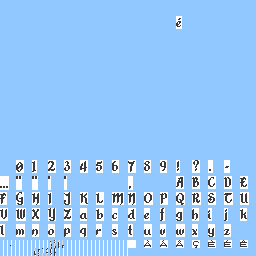 é
0 1 2 3 4 5 6 7 8 9 ! ? . -
… " " ' ' , A B C D E
F G H I J K L M N O P Q R S T U
V W X Y Z a b c d e f g h i j k
l m n o p q r s t u v w x y z